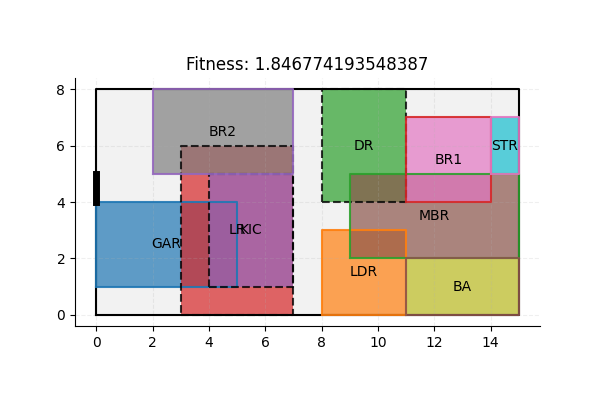 Fitness: 1.846774193548387
8
6
4
2
0
BR2
DR
STR
BR1
GAR
LR
KIC
MBR
LDR
BA
0 2 4 6 8 10 12 14